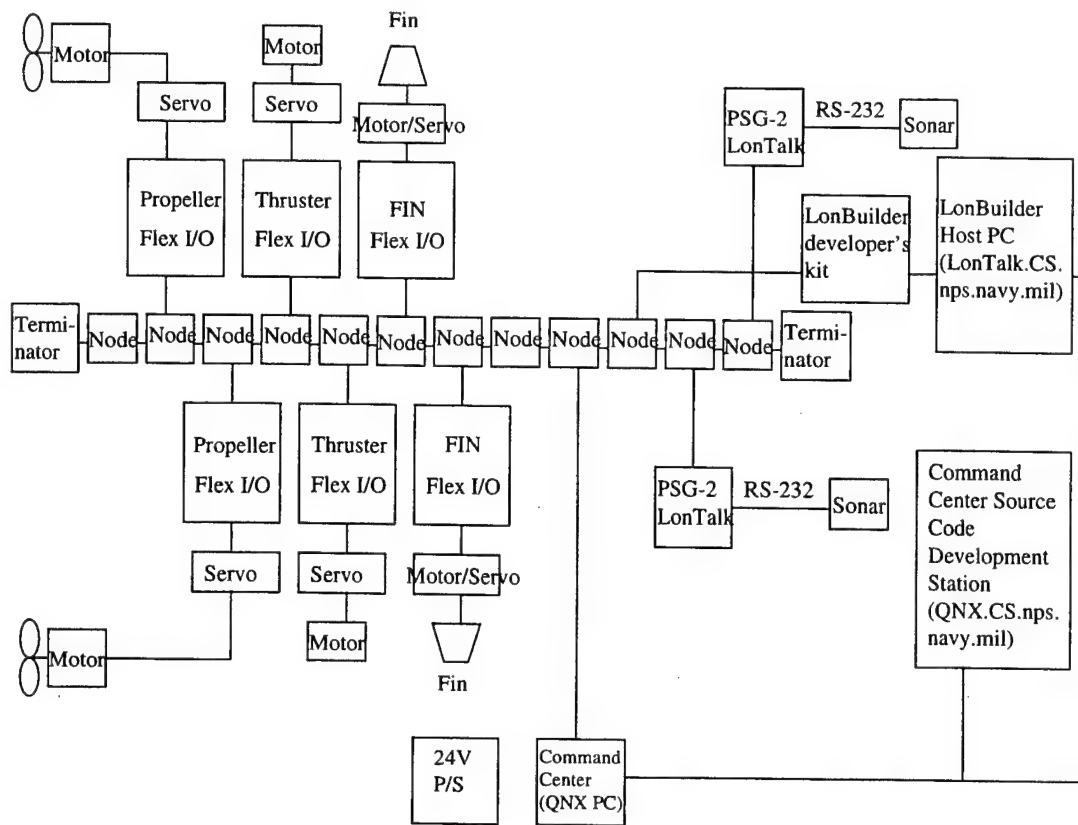 Fin
Motor
Motor
Servo
Servo
Motor/Servo
PSG-2
LonTalk
RS-232
Sonar
Propeller
Flex I/O
Thruster
Flex I/O
FIN
Flex I/O
LonBuilder
developer's
kit
LonBuilder
Host PC
(LonTalk.CS.
nps.navy.mil)
Termi-
nator
Node
Node
Node
Node
Node
Node
Node
Node
Node
Node
Node
Node
Termi-
nator
Propeller
Flex I/O
Thruster
Flex I/O
FIN
Flex I/O
PSG-2
LonTalk
RS-232
Sonar
Command
Center Source
Code
Development
Station
(QNX.CS.nps.
navy.mil)
Servo
Servo
Motor/Servo
Motor
Motor
Fin
24V
P/S
Command
Center
(QNX PC)